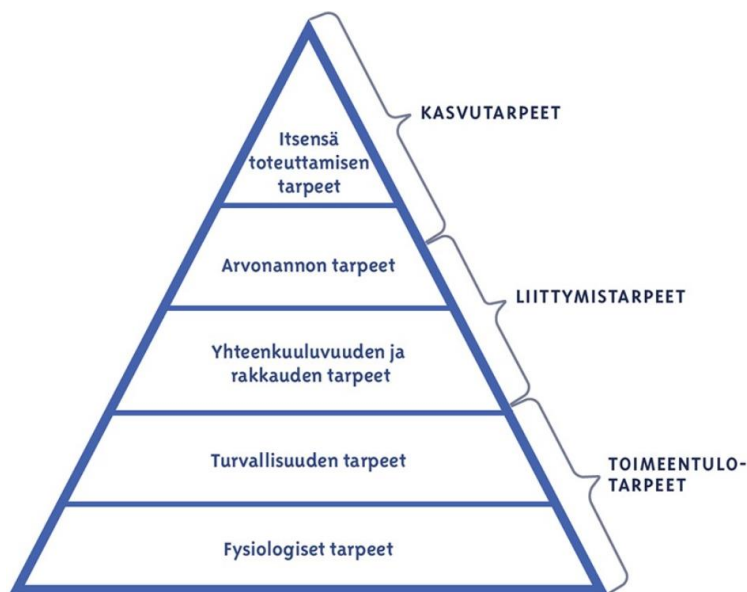 Itsensä
toteuttamisen
tarpeet
KASVUTARPEET
Arvonannon tarpeet
LIITTYMISTARPEET
Yhteenkuuluvuuden ja
rakkauden tarpeet
Turvallisuuden tarpeet
TOIMEENTULO-
TARPEET
Fysiologiset tarpeet